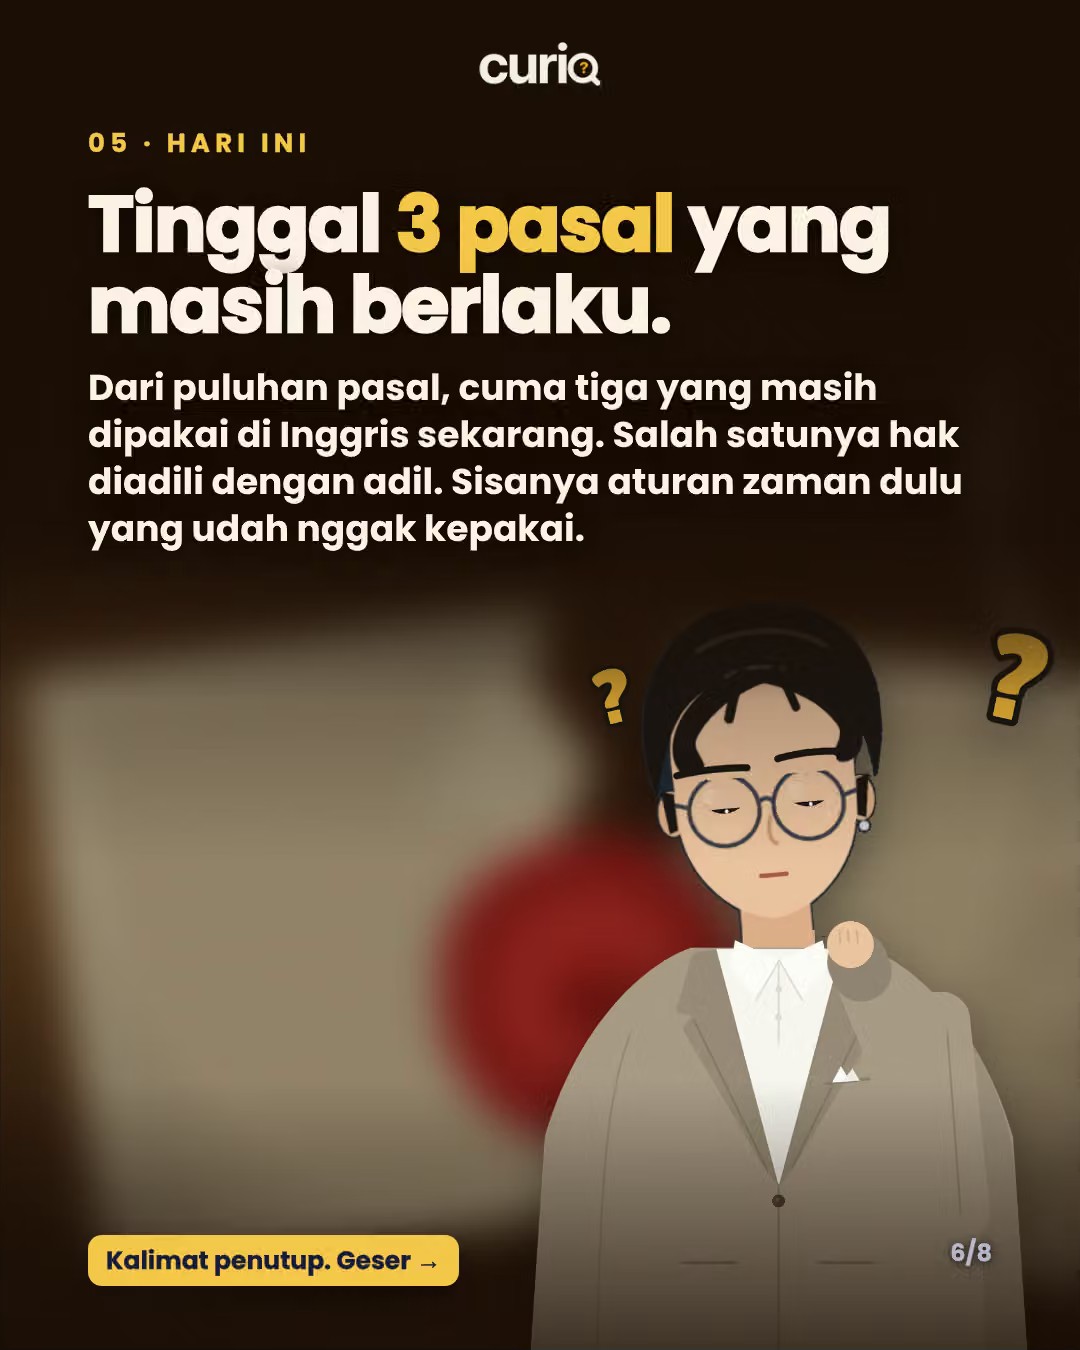 curiQ
05 · HARI INI
Tinggal 3 pasal yang
masih berlaku.
Dari puluhan pasal, cuma tiga yang masih
dipakai di Inggris sekarang. Salah satunya hak
diadili dengan adil. Sisanya aturan zaman dulu
yang udah nggak kepakai.
?
?
Kalimat penutup. Geser →
6/8